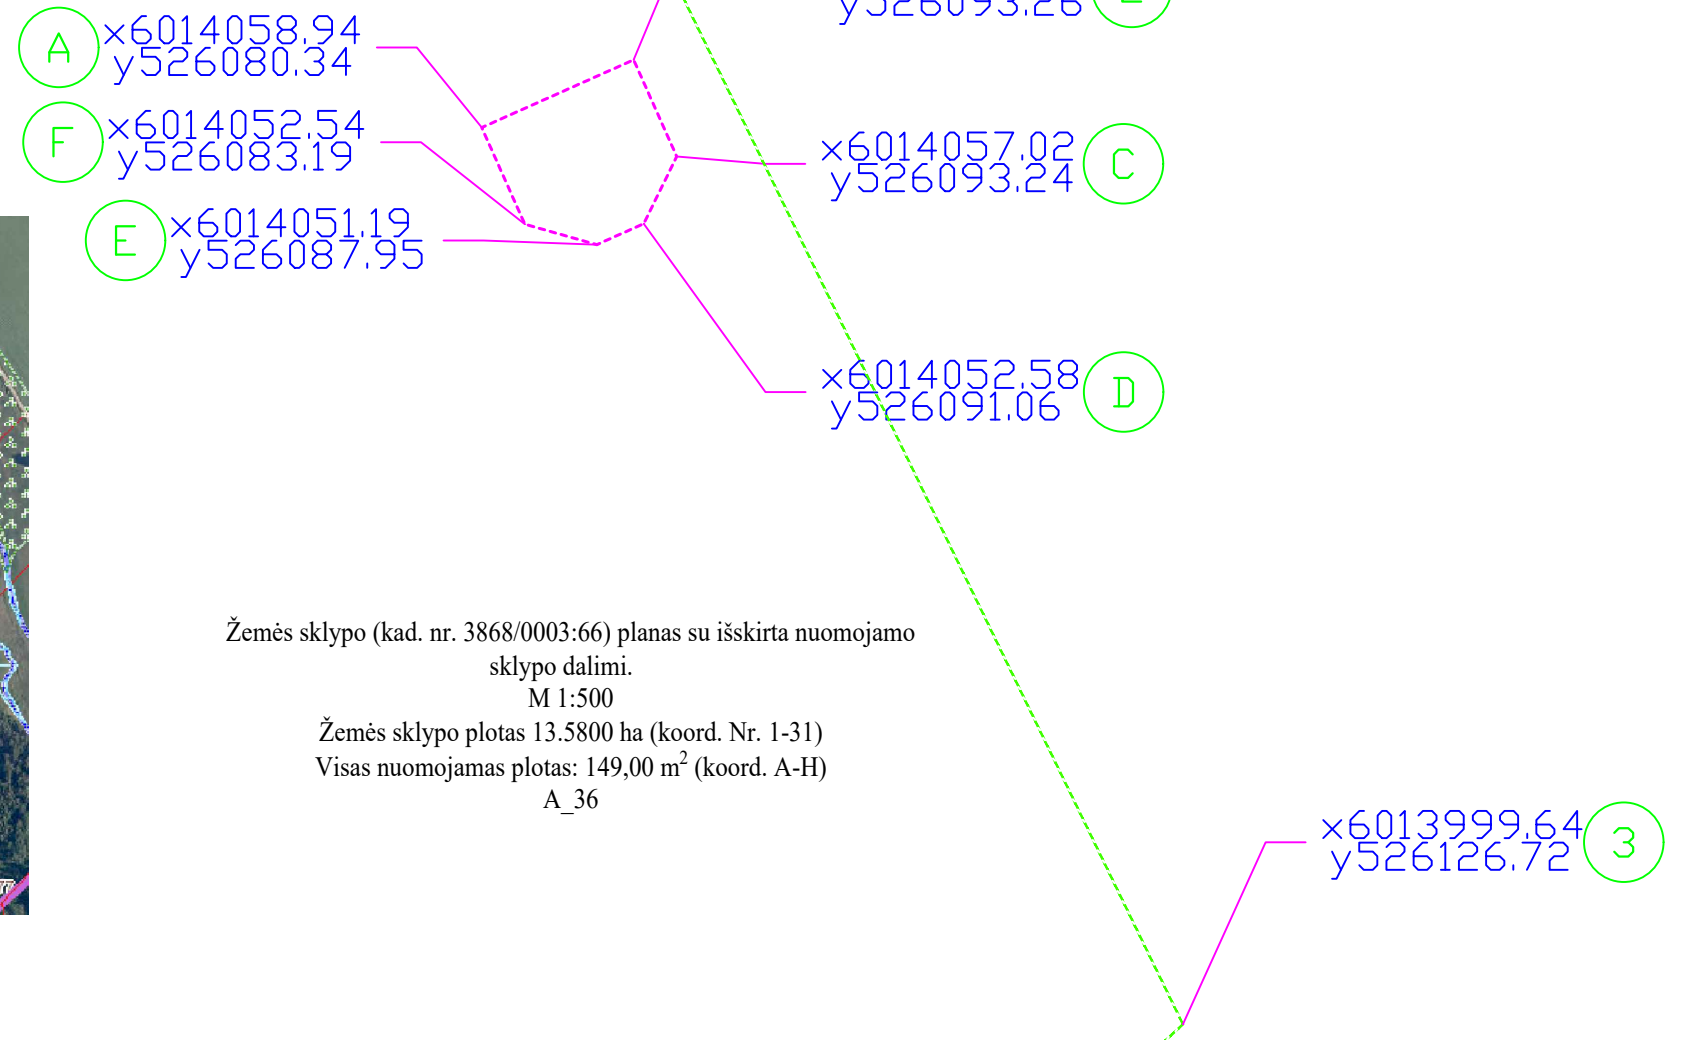 y526093.26
A x6014058.94
y526080.34
F x6014052.54
y526083.19
x6014057.02 C
y526093.24
E x6014051.19
y526087.95
x6014052.58 D
y526091.06
Žemės sklypo (kad. nr. 3868/0003:66) planas su išskirta nuomojamo
sklypo dalimi.
M 1:500
Žemės sklypo plotas 13.5800 ha (koord. Nr. 1-31)
Visas nuomojamas plotas: 149,00 m² (koord. A-H)
A_36
x6013999.64 3
y526126.72